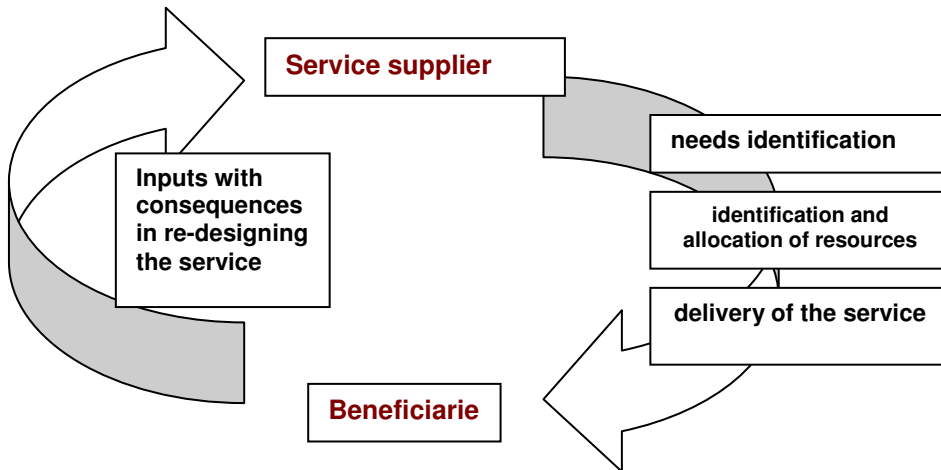 Service supplier
needs identification
identification and
allocation of resources
delivery of the service
Inputs with
consequences
in re-designing
the service
Beneficiarie